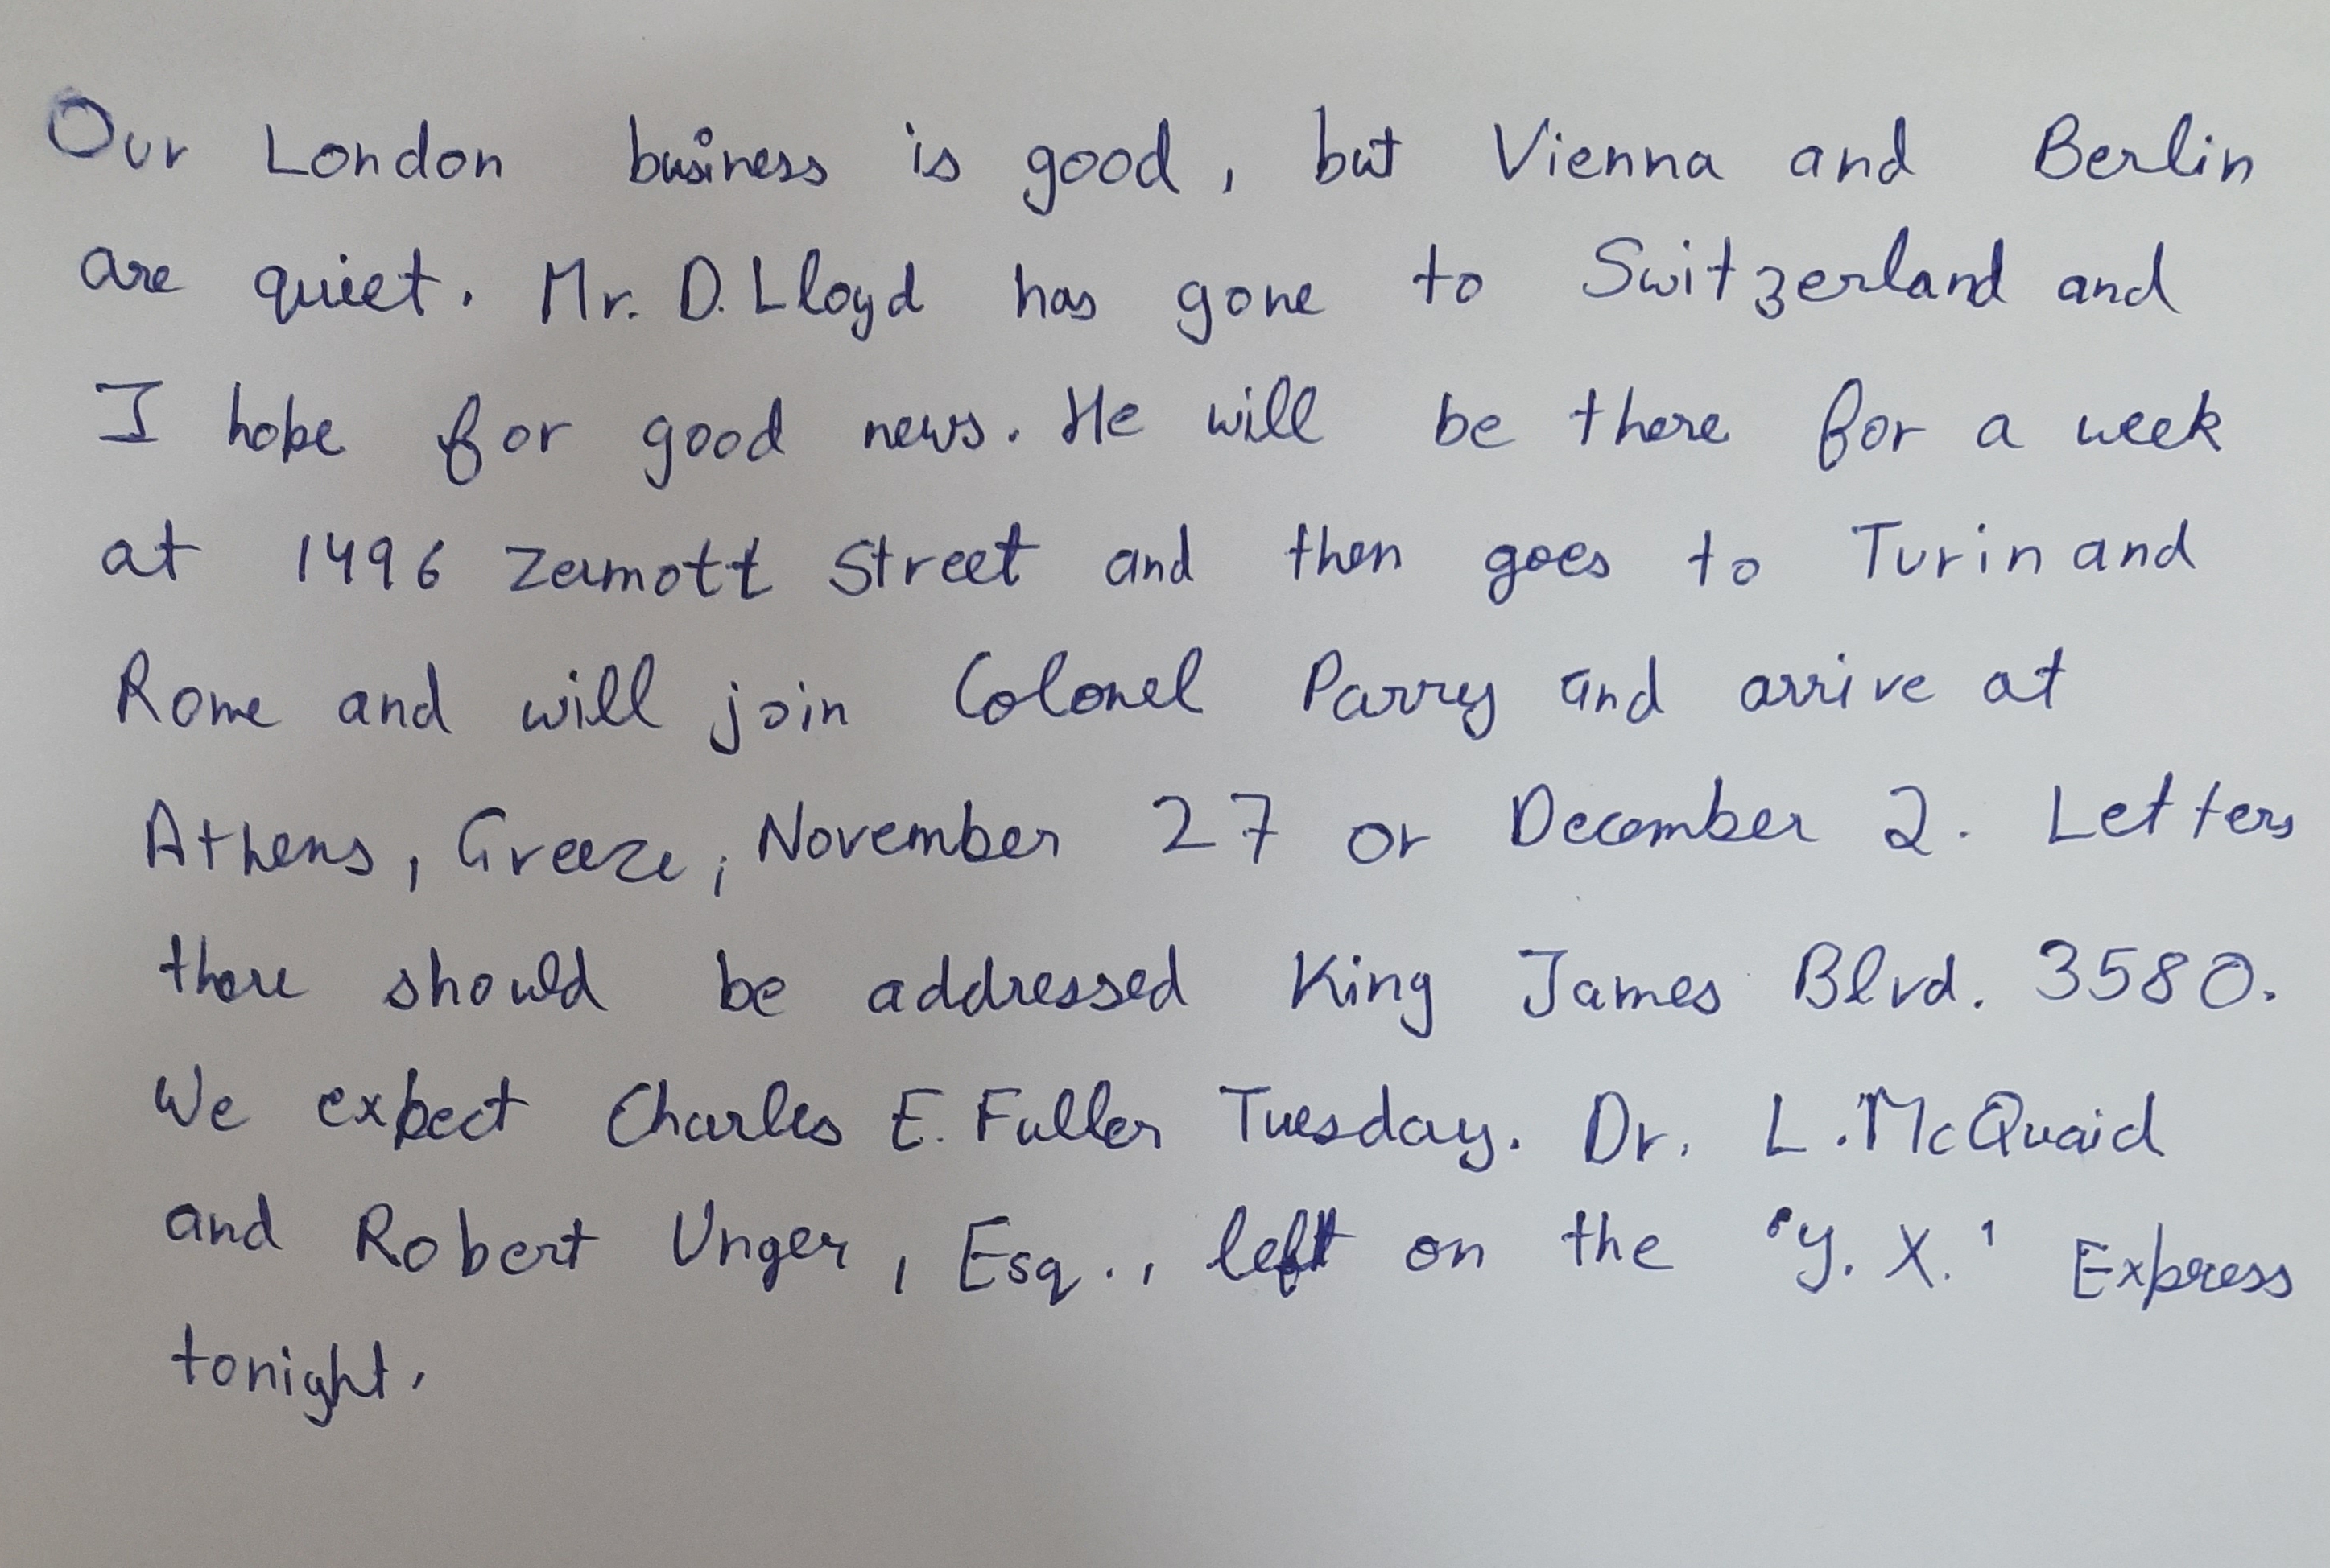 Our London business is good, but Vienna and Berlin
are quiet. Mr. D. Lloyd has gone to Switzerland and
I hope for good news. He will be there for a week
at 1496 Zermott Street and then goes to Turin and
Rome and will join Colonel Parry and arrive at
Athens, Greeze, November 27 or December 2. Letters
there should be addressed King James Blvd. 3580.
We expect Charles E. Fuller Tuesday. Dr. L. McQuaid
and Robert Unger, Esq., left on the 'Y. X.' Express
tonight.